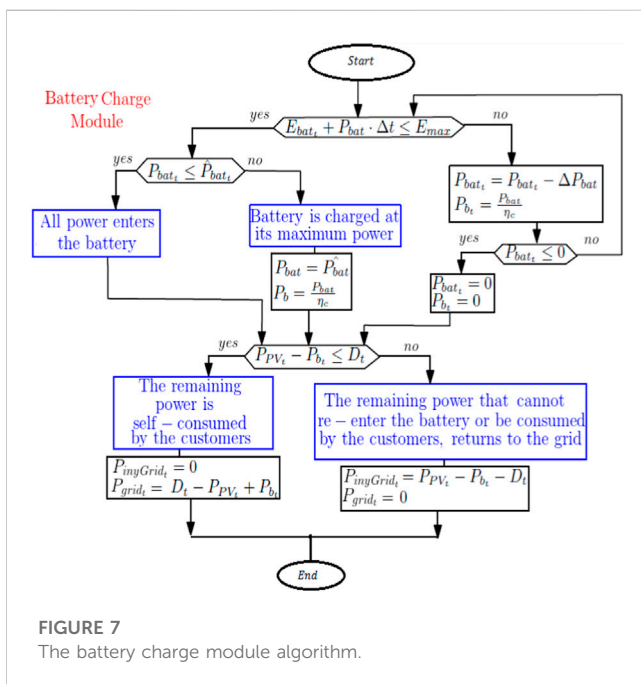 Start
Battery Charge
Module
yes
no
E_{bat_t} + P_{bat} · Δt ≤ E_{max}
yes
no
P_{bat_t} ≤ P̂_{bat_t}
P_{bat_t} = P_{bat_t} − ΔP_{bat}
P_{b_t} = \frac{P_{bat}}{η_c}
All power enters
the battery
Battery is charged at
its maximum power
yes
no
P_{bat_t} ≤ 0
P_{bat} = \hat{P_{bat}}
P_b = \frac{P_{bat}}{η_c}
P_{bat_t} = 0
P_{b_t} = 0
yes
no
P_{PV_t} − P_{b_t} ≤ D_t
The remaining
power is
self − consumed
by the customers
The remaining power that cannot
re − enter the battery or be consumed
by the customers, returns to the grid
P_{inyGrid_t} = 0
P_{grid_t} = D_t − P_{PV_t} + P_{b_t}
P_{inyGrid_t} = P_{PV_t} − P_{b_t} − D_t
P_{grid_t} = 0
End
FIGURE 7
The battery charge module algorithm.